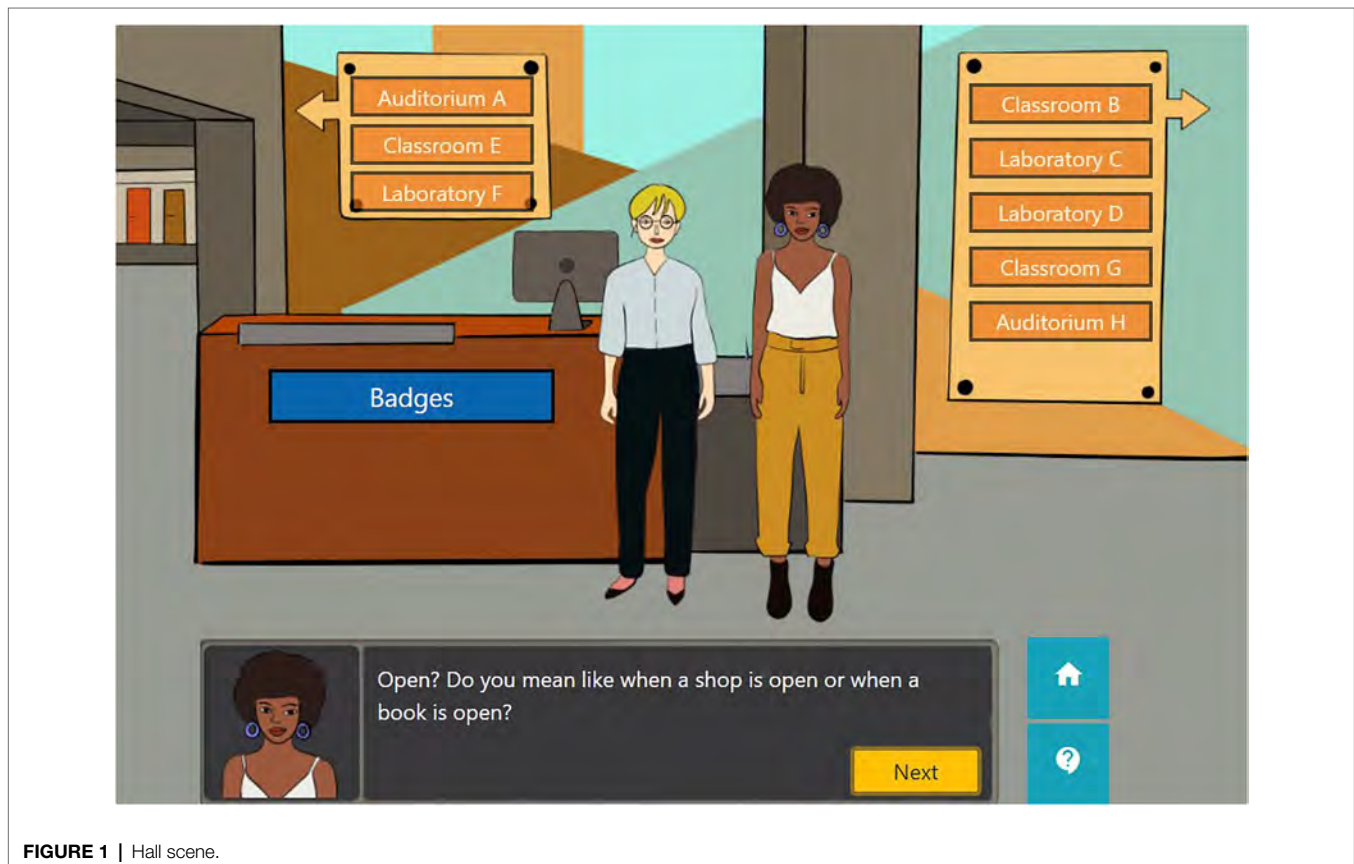 Auditorium A
Classroom E
Laboratory F
Classroom B
Laboratory C
Laboratory D
Classroom G
Auditorium H
Badges
Open? Do you mean like when a shop is open or when a
book is open?
Next
FIGURE 1 | Hall scene.